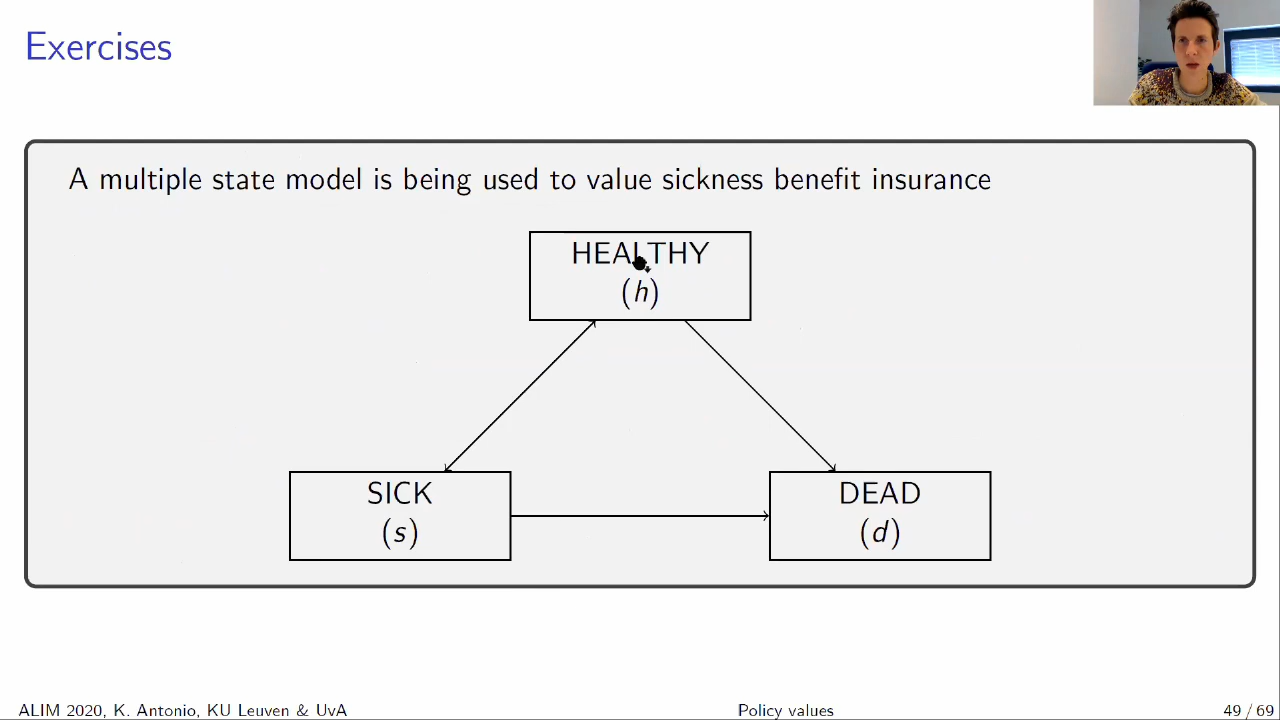 Exercises
A multiple state model is being used to value sickness benefit insurance
HEALTHY
(h)
SICK
(s)
DEAD
(d)
ALIM 2020, K. Antonio, KU Leuven & UvA
Policy values
49 / 69